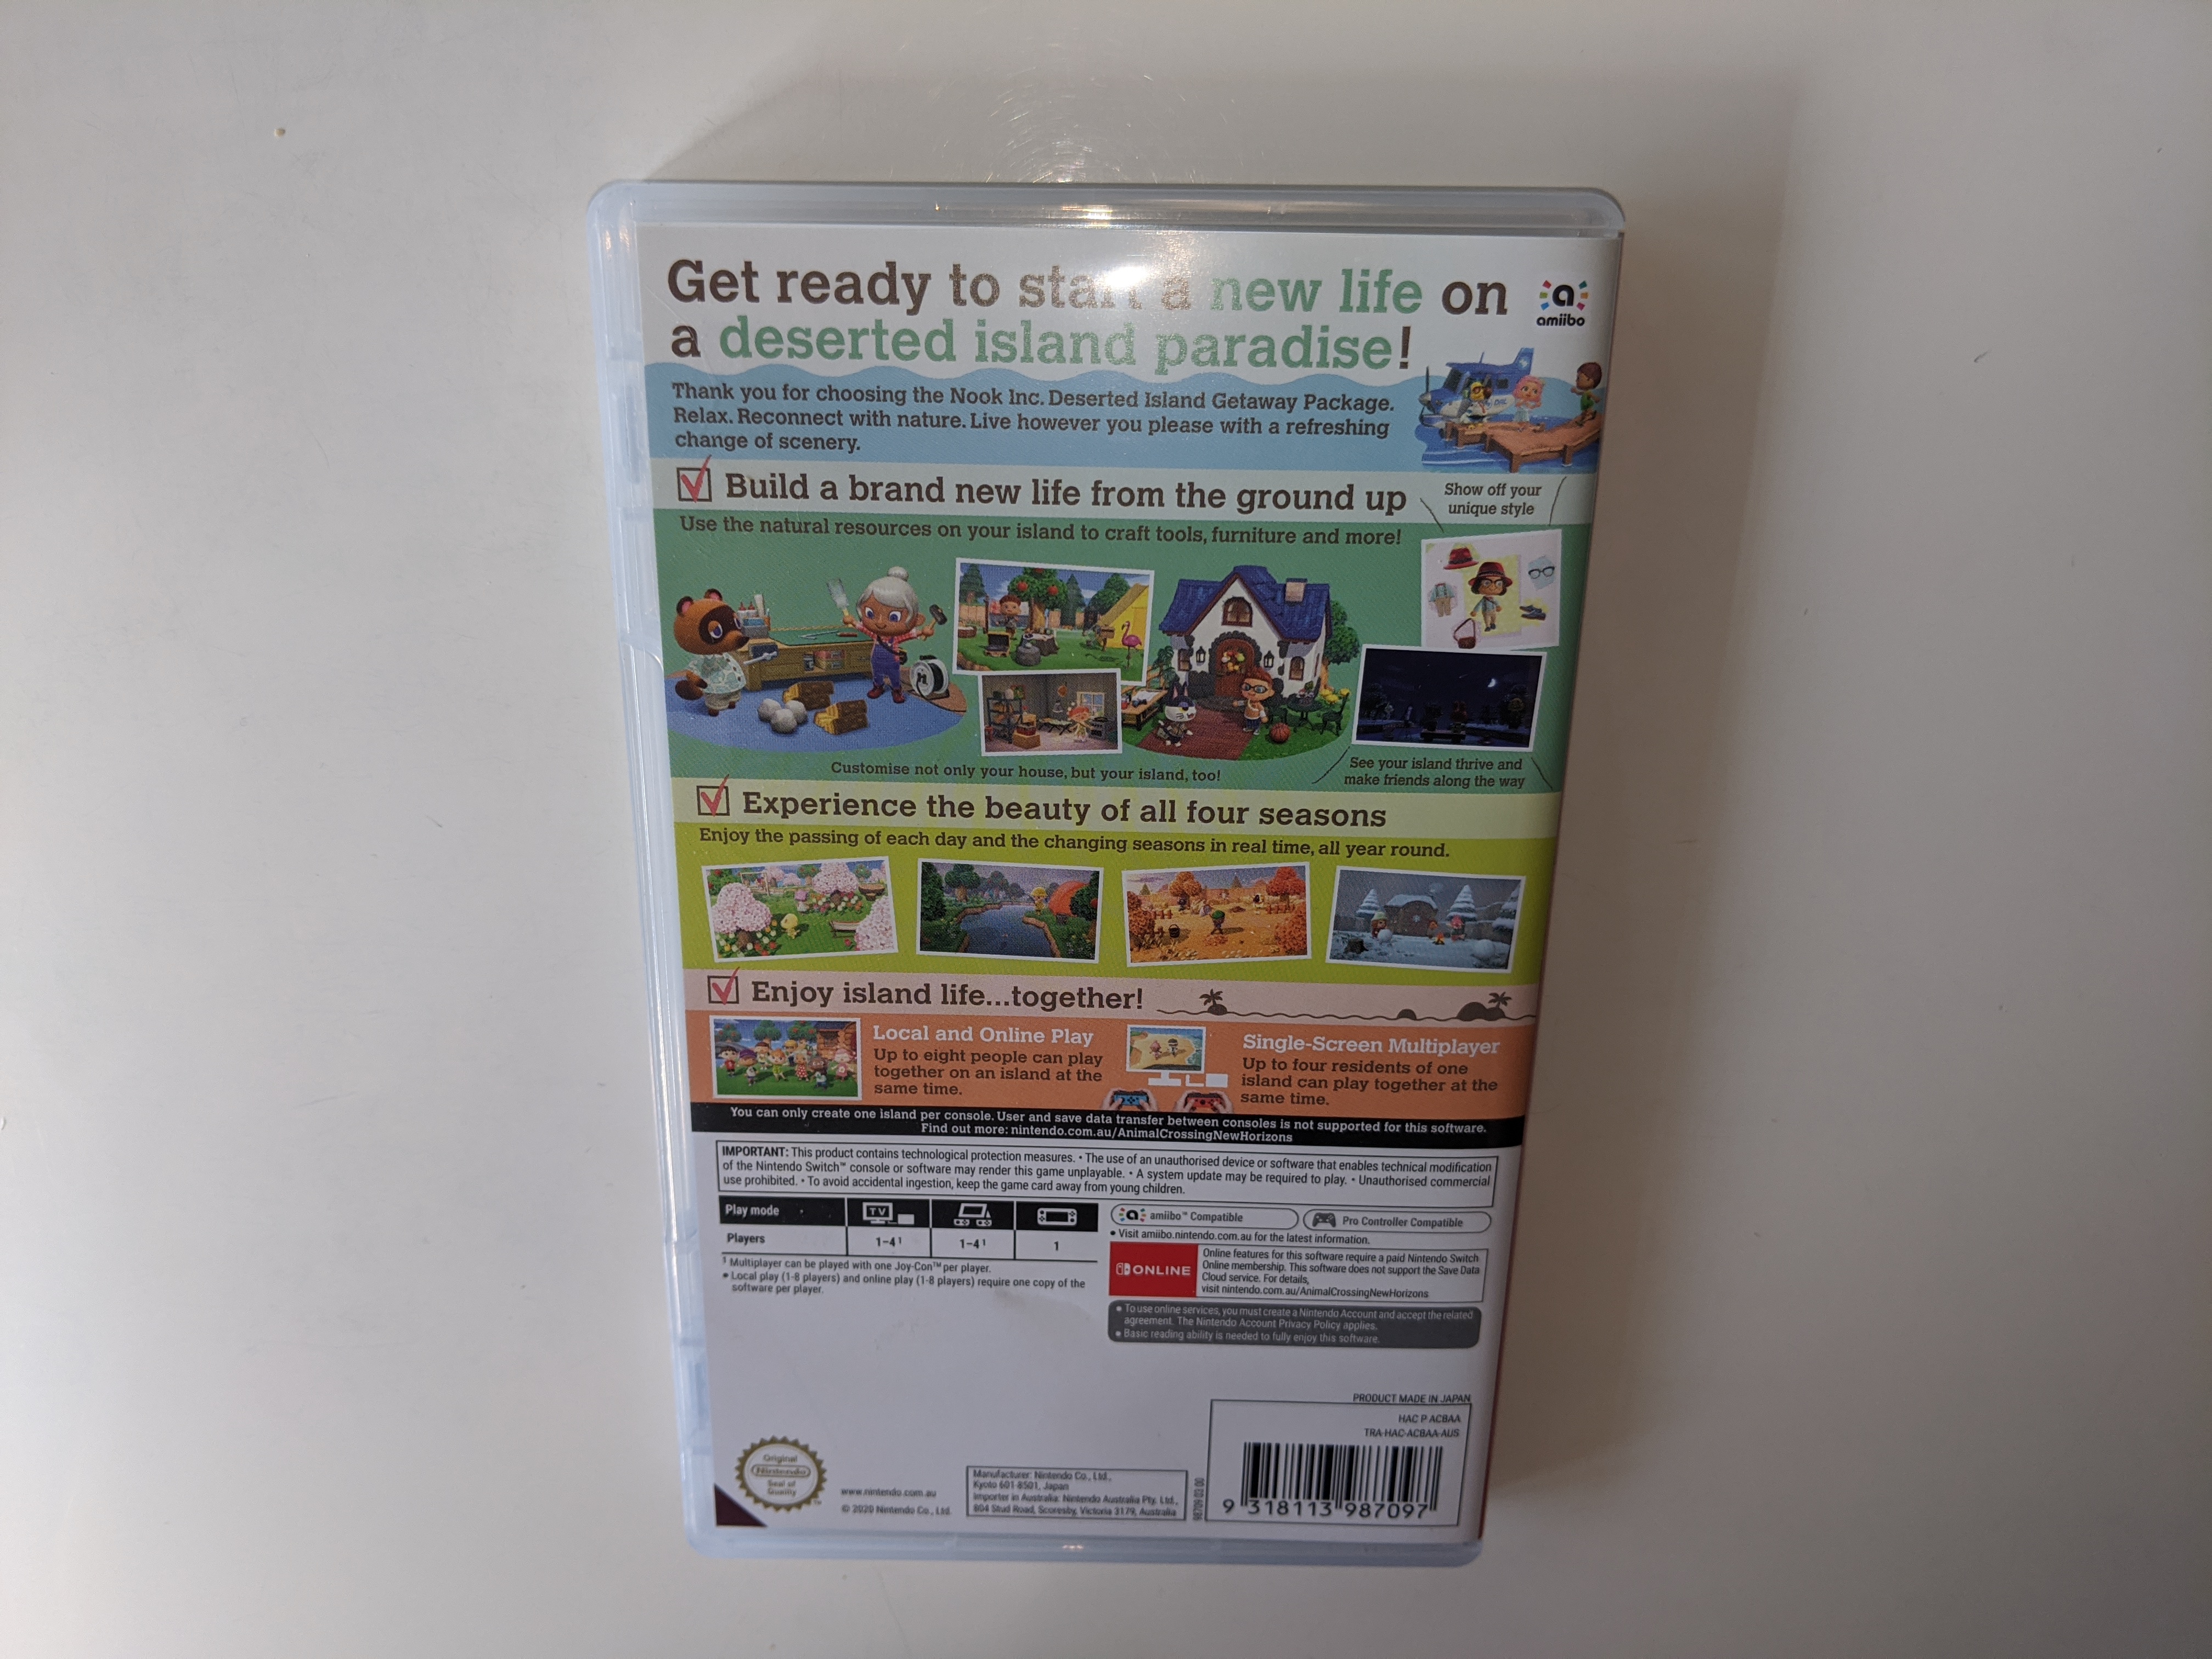 Get ready to start a new life on
a deserted island paradise!
amiibo
Thank you for choosing the Nook Inc. Deserted Island Getaway Package.
Relax. Reconnect with nature. Live however you please with a refreshing
change of scenery.
Build a brand new life from the ground up
Show off your
unique style
Use the natural resources on your island to craft tools, furniture and more!
Customise not only your house, but your island, too!
See your island thrive and
make friends along the way
Experience the beauty of all four seasons
Enjoy the passing of each day and the changing seasons in real time, all year round.
Enjoy island life...together!
Local and Online Play
Up to eight people can play
together on an island at the
same time.
Single-Screen Multiplayer
Up to four residents of one
island can play together at the
same time.
You can only create one island per console. User and save data transfer between consoles is not supported for this software.
Find out more: nintendo.com.au/AnimalCrossingNewHorizons
IMPORTANT: This product contains technological protection measures. • The use of an unauthorised device or software that enables technical modification
of the Nintendo Switch™ console or software may render this game unplayable. • A system update may be required to play. • Unauthorised commercial
use prohibited. • To avoid accidental ingestion, keep the game card away from young children.
Play mode TV
Players 1-4¹ 1-4¹ 1
¹ Multiplayer can be played with one Joy-Con™ per player.
• Local play (1-8 players) and online play (1-8 players) require one copy of the
software per player.
amiibo™ Compatible
Pro Controller Compatible
• Visit amiibo.nintendo.com.au for the latest information.
ONLINE
Online features for this software require a paid Nintendo Switch
Online membership. This software does not support the Save Data
Cloud service. For details,
visit nintendo.com.au/AnimalCrossingNewHorizons
• To use online services, you must create a Nintendo Account and accept the related
agreement. The Nintendo Account Privacy Policy applies.
• Basic reading ability is needed to fully enjoy this software.
PRODUCT MADE IN JAPAN
HAC P ACBAA
TRA-HAC-ACBAA-AUS
9 318113 987097
98709 03 00
Original
Nintendo
Seal of
Quality
TM
www.nintendo.com.au
© 2020 Nintendo Co., Ltd.
Manufacturer: Nintendo Co., Ltd.,
Kyoto 601-8501, Japan
Importer in Australia: Nintendo Australia Pty. Ltd.,
804 Stud Road, Scoresby, Victoria 3179, Australia